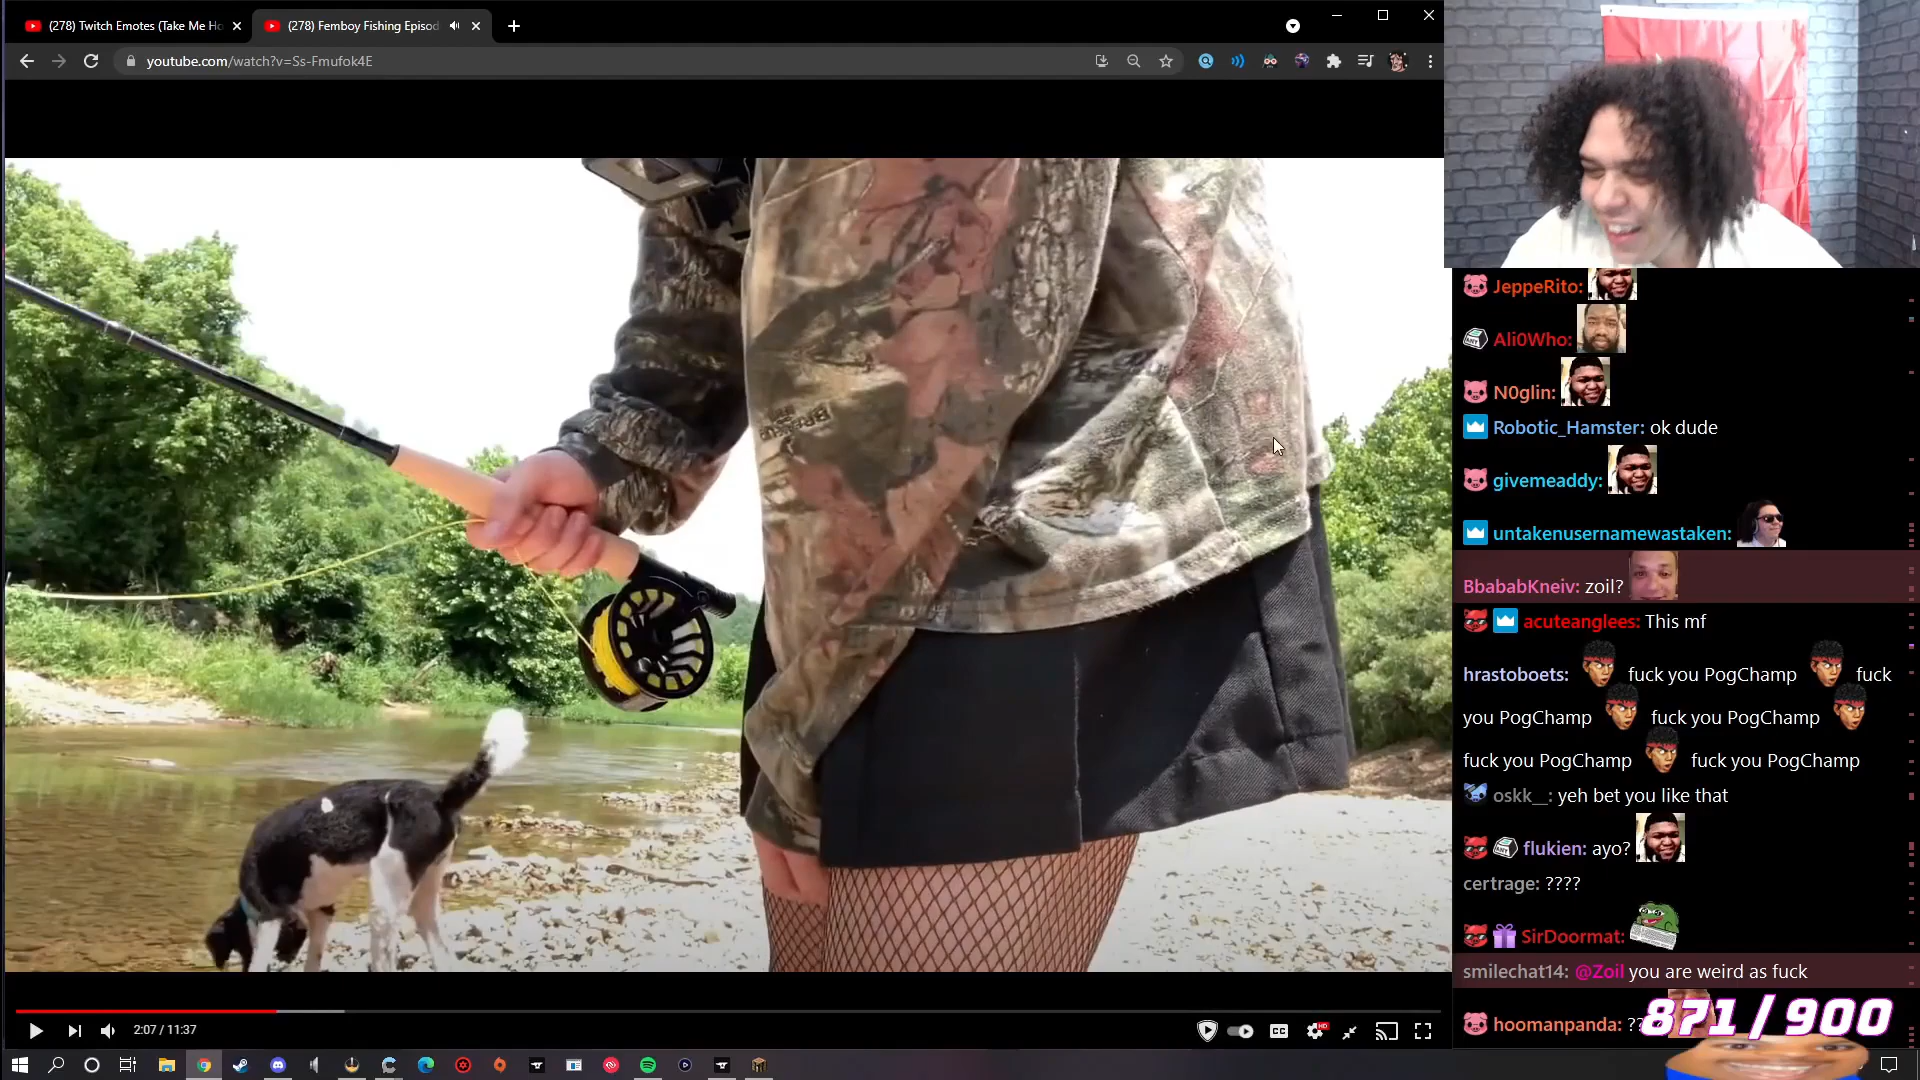 (278) Twitch Emotes (Take Me Ho
(278) Femboy Fishing Episod
youtube.com/watch?v=Ss-Fmufok4E
JeppeRito:
Ali0Who:
N0glin:
Robotic_Hamster: ok dude
givemeaddy:
untakenusernamewastaken:
BbababKneiv: zoil?
acuteanglees: This mf
hrastoboets: fuck you PogChamp fuck
you PogChamp fuck you PogChamp
fuck you PogChamp fuck you PogChamp
oskk__: yeh bet you like that
flukien: ayo?
certrage: ????
SirDoormat:
smilechat14: @Zoil you are weird as fuck
hoomanpanda: ??
871/900
2:07 / 11:37
CC
HD